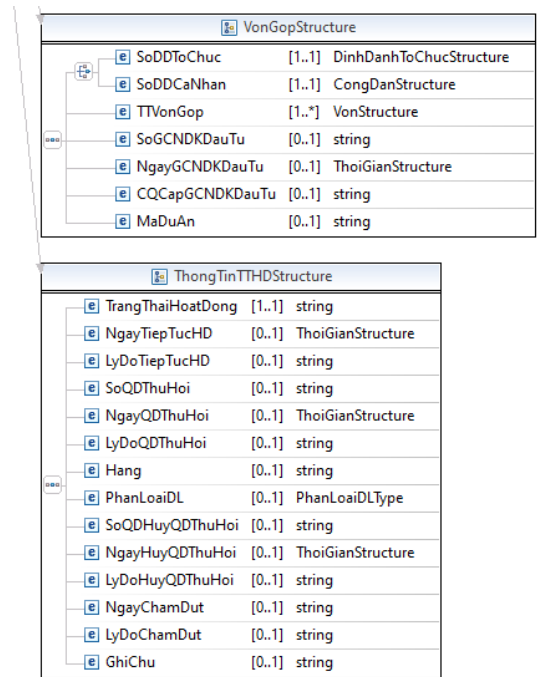 VonGopStructure
SoDDToChuc [1..1] DinhDanhToChucStructure
SoDDCaNhan [1..1] CongDanStructure
TTVonGop [1..*] VonStructure
SoGCNDKDauTu [0..1] string
NgayGCNDKDauTu [0..1] ThoiGianStructure
CQCapGCNDKDauTu [0..1] string
MaDuAn [0..1] string
ThongTinTTHDStructure
TrangThaiHoatDong [1..1] string
NgayTiepTucHD [0..1] ThoiGianStructure
LyDoTiepTucHD [0..1] string
SoQDThuHoi [0..1] string
NgayQDThuHoi [0..1] ThoiGianStructure
LyDoQDThuHoi [0..1] string
Hang [0..1] string
PhanLoaiDL [0..1] PhanLoaiDLType
SoQDHuyQDThuHoi [0..1] string
NgayHuyQDThuHoi [0..1] ThoiGianStructure
LyDoHuyQDThuHoi [0..1] string
NgayChamDut [0..1] string
LyDoChamDut [0..1] string
GhiChu [0..1] string